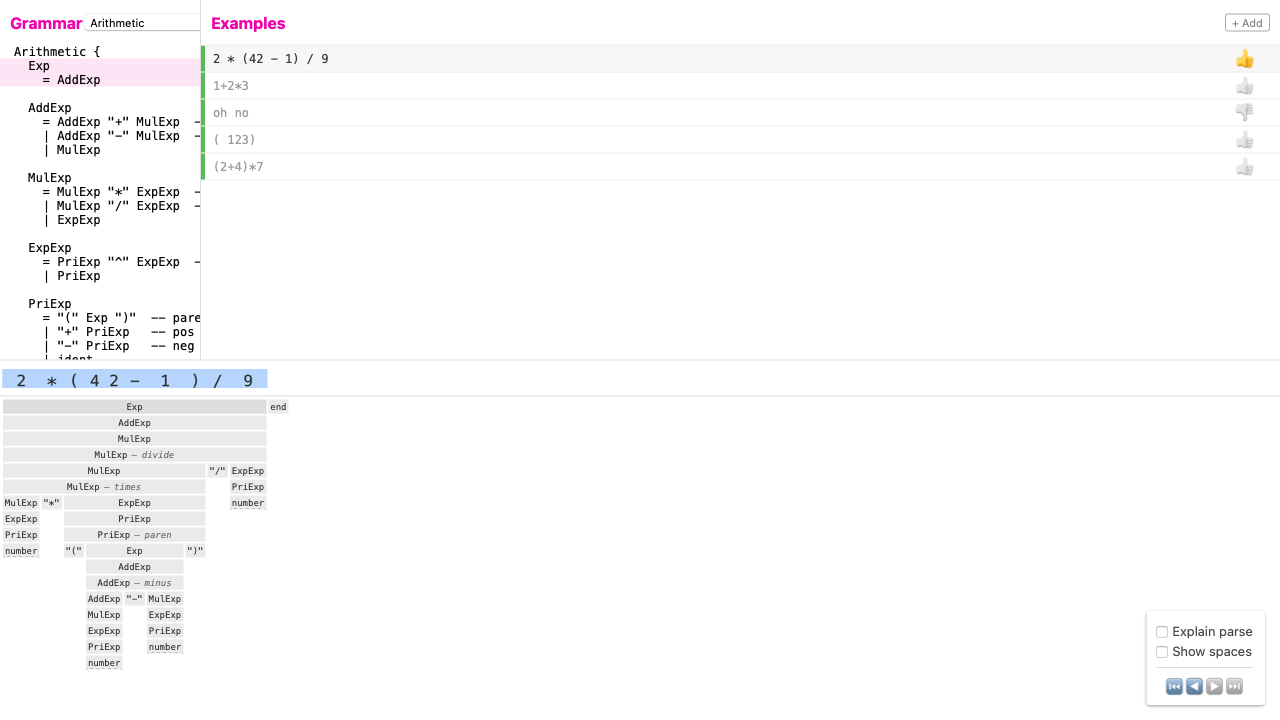 Grammar Arithmetic
Examples
+ Add
Arithmetic {
Exp
= AddExp
AddExp
= AddExp "+" MulExp
| AddExp "-" MulExp
| MulExp
MulExp
= MulExp "*" ExpExp
| MulExp "/" ExpExp
| ExpExp
ExpExp
= PriExp "^" ExpExp
| PriExp
PriExp
= "(" Exp ")" -- pare
| "+" PriExp -- pos
| "-" PriExp -- neg
| ident
2 * (42 - 1) / 9
1+2*3
oh no
( 123)
(2+4)*7
2 * ( 4 2 - 1 ) / 9
Exp end
AddExp
MulExp
MulExp – divide
MulExp "/" ExpExp
MulExp – times PriExp
MulExp "*" ExpExp number
ExpExp PriExp
PriExp PriExp – paren
number "(" Exp ")"
AddExp
AddExp – minus
AddExp "-" MulExp
MulExp ExpExp
ExpExp PriExp
PriExp number
number
Explain parse
Show spaces